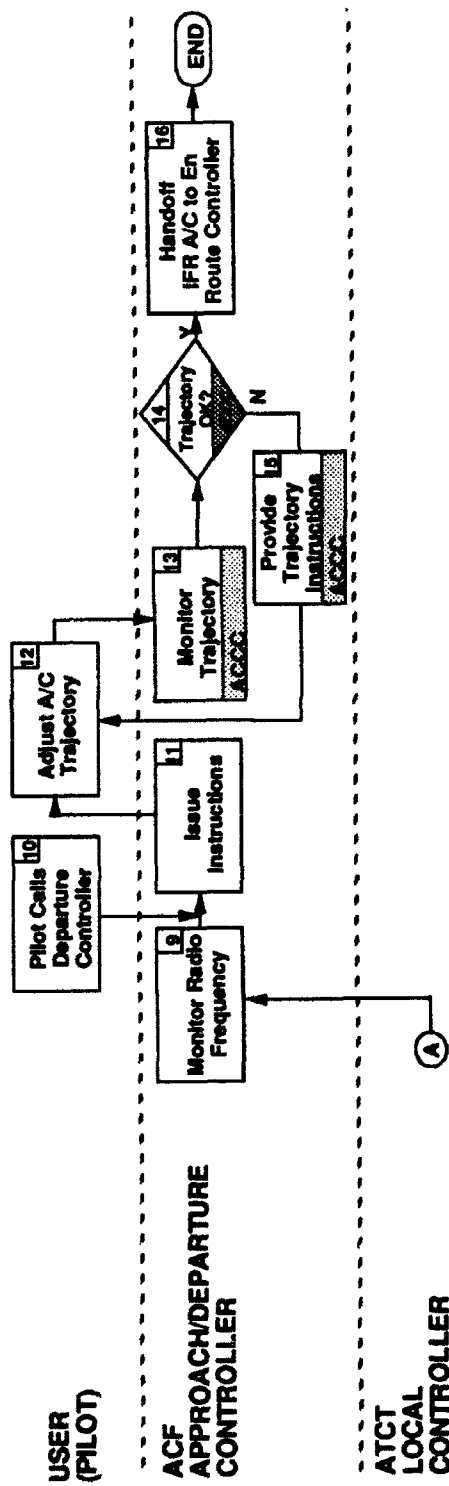 USER
(PILOT)
10
Pilot Calls
Departure
Controller
12
Adjust A/C
Trajectory
ACF
APPROACH/DEPARTURE
CONTROLLER
9
Monitor Radio
Frequency
11
Issue
Instructions
13
Monitor
Trajectory
ACCC
14
Trajectory
OK?
Y
N
15
Provide
Trajectory
Instructions
ACCC
16
Handoff
IFR A/C to En
Route Controller
END
ATCT
LOCAL
CONTROLLER
A